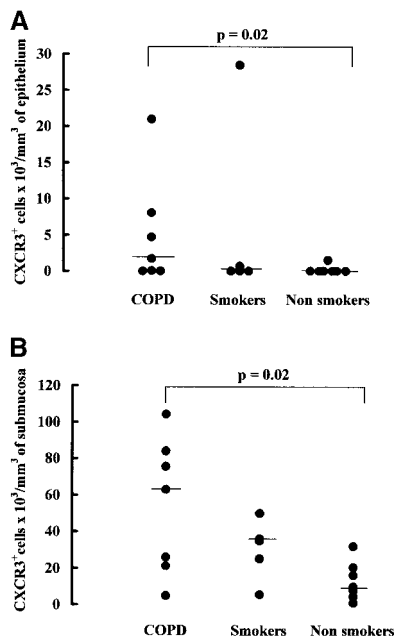 A
p = 0.02
CXCR3+ cells x 10³/mm³ of epithelium
30
25
20
15
10
5
0
COPD Smokers Non smokers
B
p = 0.02
CXCR3+cells x 10³/mm³ of submucosa
120
100
80
60
40
20
0
COPD Smokers Non smokers